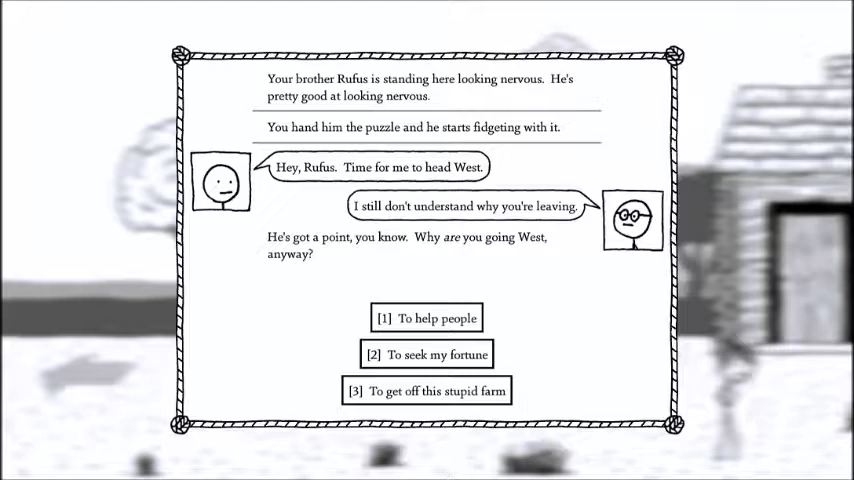 Your brother Rufus is standing here looking nervous. He's
pretty good at looking nervous.
You hand him the puzzle and he starts fidgeting with it.
Hey, Rufus. Time for me to head West.
I still don't understand why you're leaving.
He's got a point, you know. Why are you going West,
anyway?
[1] To help people
[2] To seek my fortune
[3] To get off this stupid farm